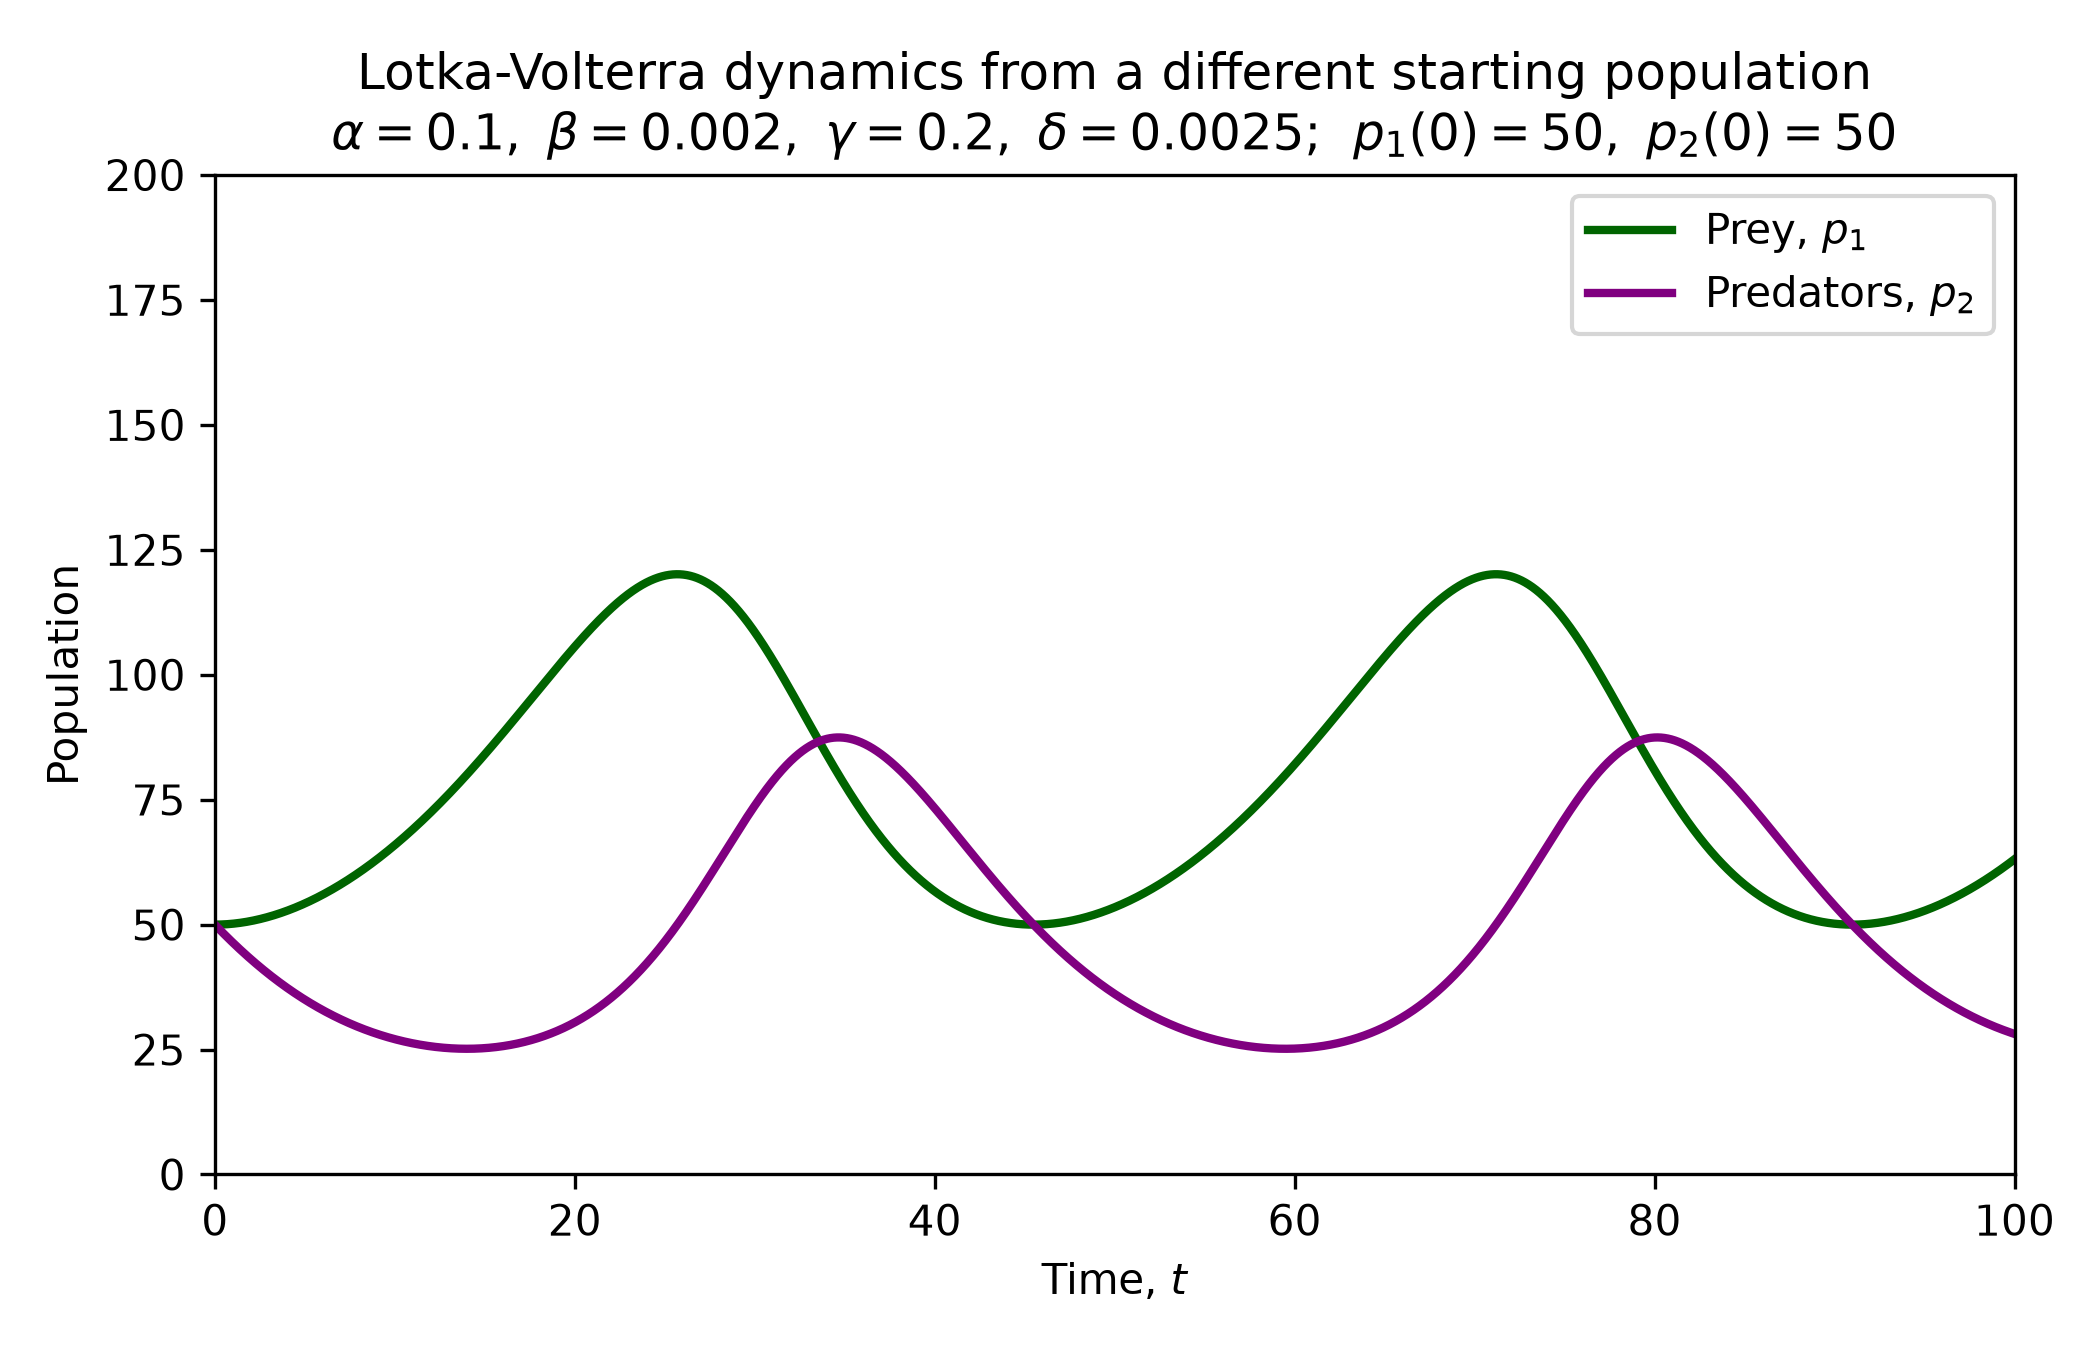 Lotka-Volterra dynamics from a different starting population
α = 0.1, β = 0.002, γ = 0.2, δ = 0.0025; p₁(0) = 50, p₂(0) = 50
200
175
150
125
100
75
50
25
0
Population
Prey, p₁
Predators, p₂
0 20 40 60 80 100
Time, t